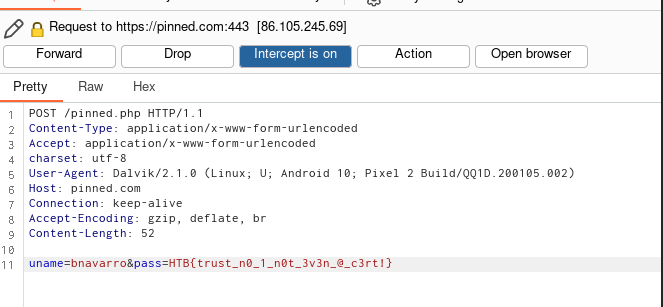 Request to https://pinned.com:443 [86.105.245.69]
Forward Drop Intercept is on Action Open browser
Pretty Raw Hex
1 POST /pinned.php HTTP/1.1
2 Content-Type: application/x-www-form-urlencoded
3 Accept: application/x-www-form-urlencoded
4 charset: utf-8
5 User-Agent: Dalvik/2.1.0 (Linux; U; Android 10; Pixel 2 Build/QQ1D.200105.002)
6 Host: pinned.com
7 Connection: keep-alive
8 Accept-Encoding: gzip, deflate, br
9 Content-Length: 52
10
11 uname=bnavarro&pass=HTB{trust_n0_1_n0t_3v3n_@_c3rt!}